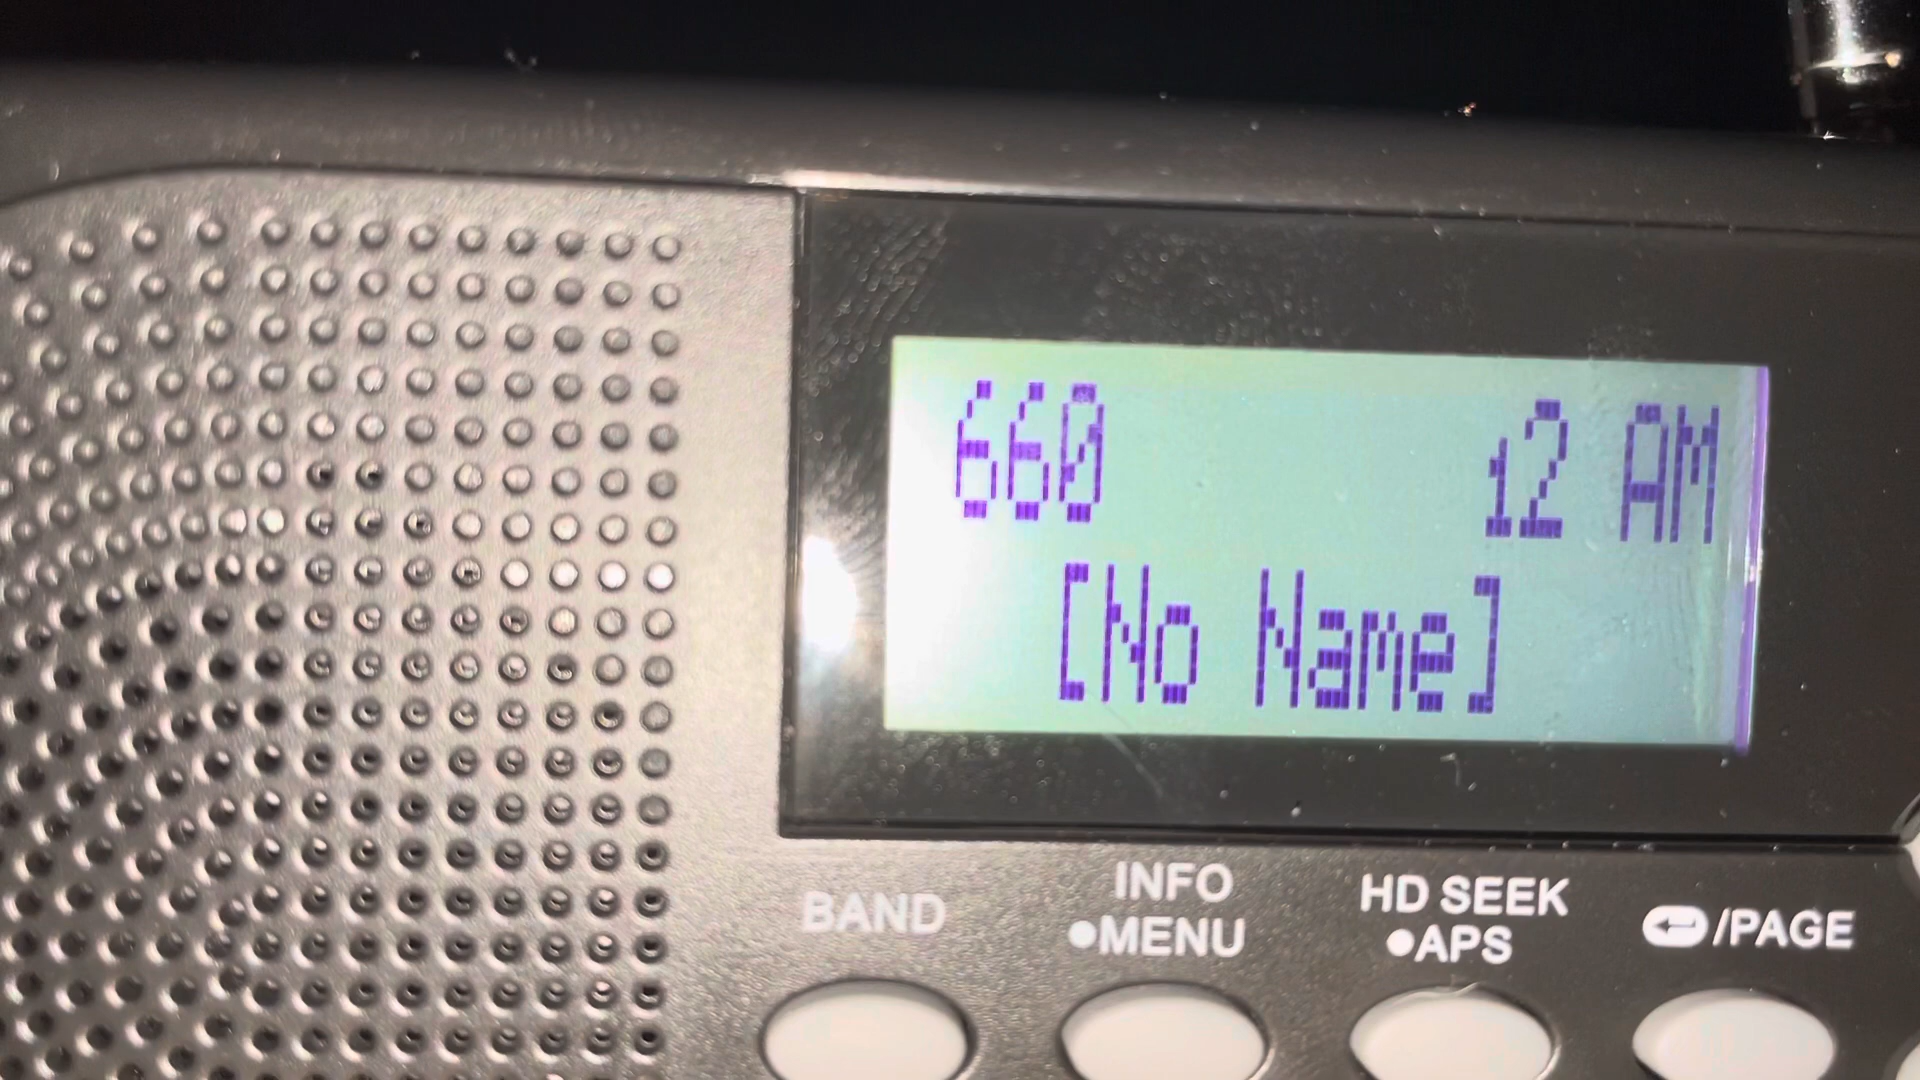 660 12 AM
[No Name]
BAND
INFO
•MENU
HD SEEK
•APS
/PAGE